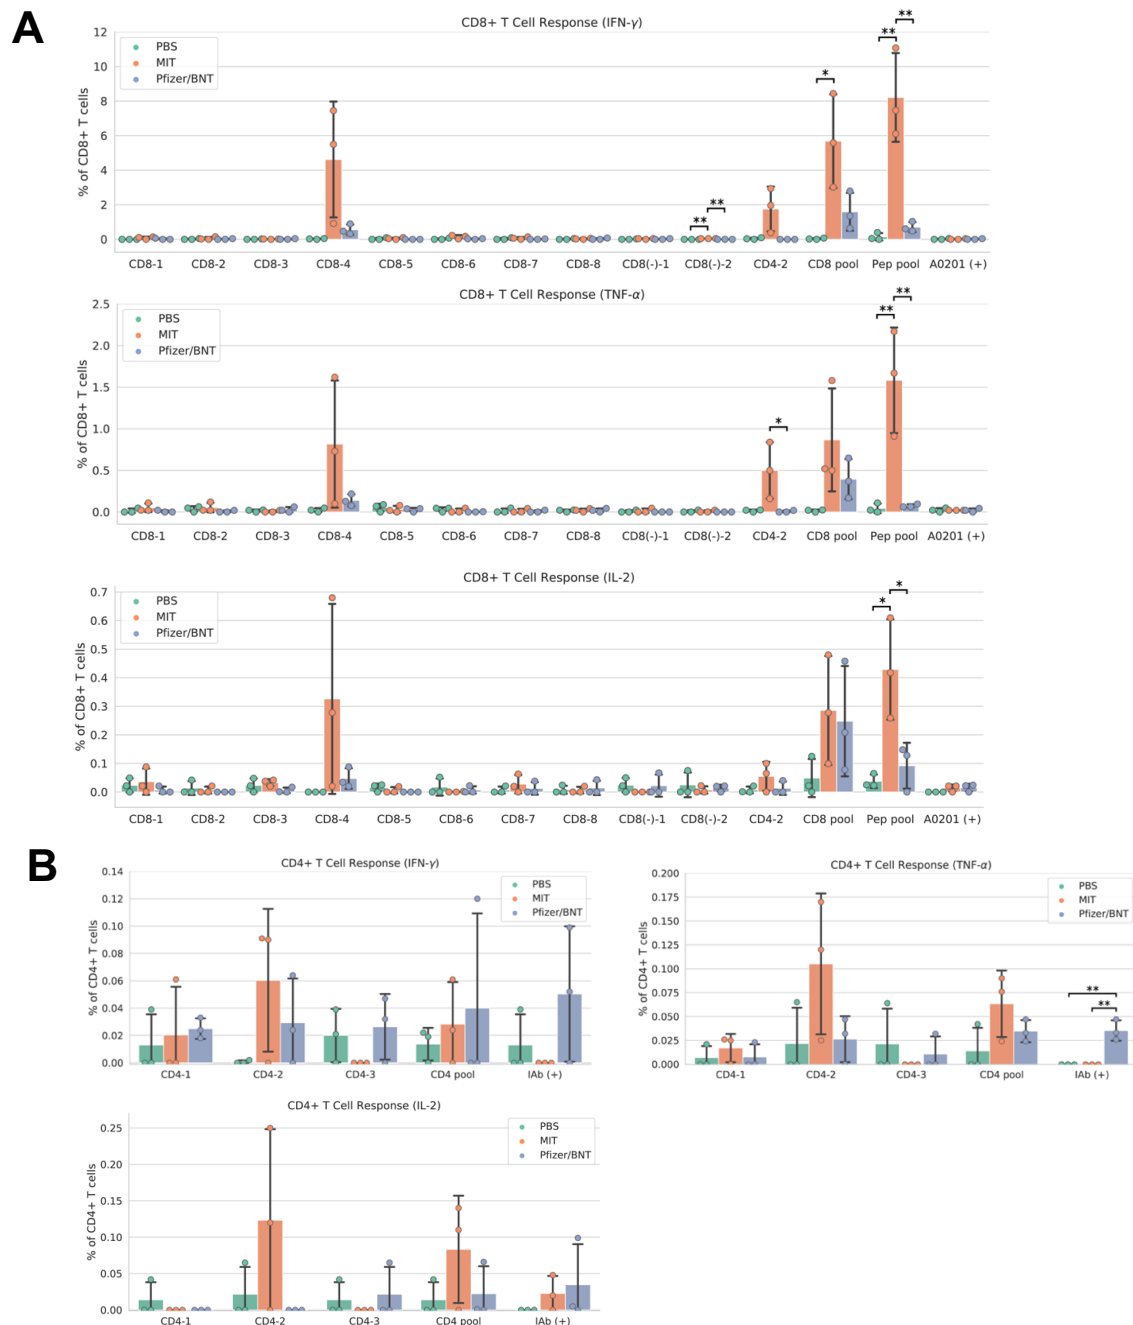 A
CD8+ T Cell Response (IFN-γ)
% of CD8+ T cells
12
10
8
6
4
2
0
PBS
MIT
Pfizer/BNT
* ** ** ** **
CD8-1 CD8-2 CD8-3 CD8-4 CD8-5 CD8-6 CD8-7 CD8-8 CD8(-)-1 CD8(-)-2 CD4-2 CD8 pool Pep pool A0201 (+)
CD8+ T Cell Response (TNF-α)
% of CD8+ T cells
2.5
2.0
1.5
1.0
0.5
0.0
PBS
MIT
Pfizer/BNT
* ** **
CD8-1 CD8-2 CD8-3 CD8-4 CD8-5 CD8-6 CD8-7 CD8-8 CD8(-)-1 CD8(-)-2 CD4-2 CD8 pool Pep pool A0201 (+)
CD8+ T Cell Response (IL-2)
% of CD8+ T cells
0.7
0.6
0.5
0.4
0.3
0.2
0.1
0.0
PBS
MIT
Pfizer/BNT
* *
CD8-1 CD8-2 CD8-3 CD8-4 CD8-5 CD8-6 CD8-7 CD8-8 CD8(-)-1 CD8(-)-2 CD4-2 CD8 pool Pep pool A0201 (+)
B
CD4+ T Cell Response (IFN-γ)
% of CD4+ T cells
0.14
0.12
0.10
0.08
0.06
0.04
0.02
0.00
PBS
MIT
Pfizer/BNT
CD4-1 CD4-2 CD4-3 CD4 pool IAb (+)
CD4+ T Cell Response (TNF-α)
% of CD4+ T cells
0.200
0.175
0.150
0.125
0.100
0.075
0.050
0.025
0.000
PBS
MIT
Pfizer/BNT
** **
CD4-1 CD4-2 CD4-3 CD4 pool IAb (+)
CD4+ T Cell Response (IL-2)
% of CD4+ T cells
0.25
0.20
0.15
0.10
0.05
0.00
PBS
MIT
Pfizer/BNT
CD4-1 CD4-2 CD4-3 CD4 pool IAb (+)